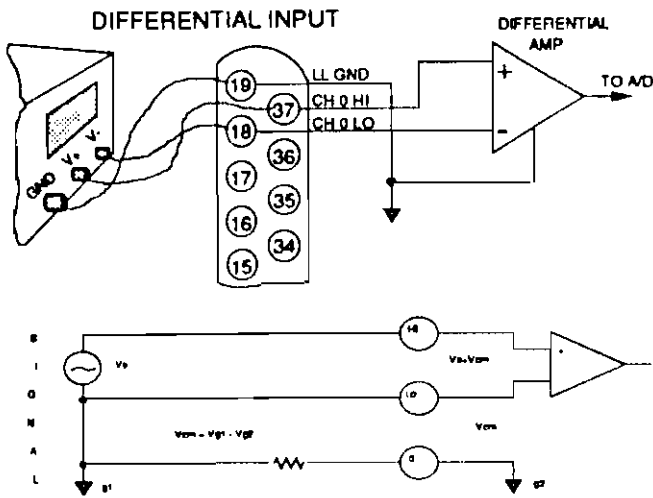 DIFFERENTIAL INPUT
DIFFERENTIAL
AMP
LL GND
TO A/D
19
37
CH 0 HI
18
CH 0 LO
V-
V+
GND
36
17
35
16
34
15
+
-
SIGNAL
HI
Vs
Vs+Vcm
LO
Vcm = Vg1 - Vg2
Vcm
g1
g2